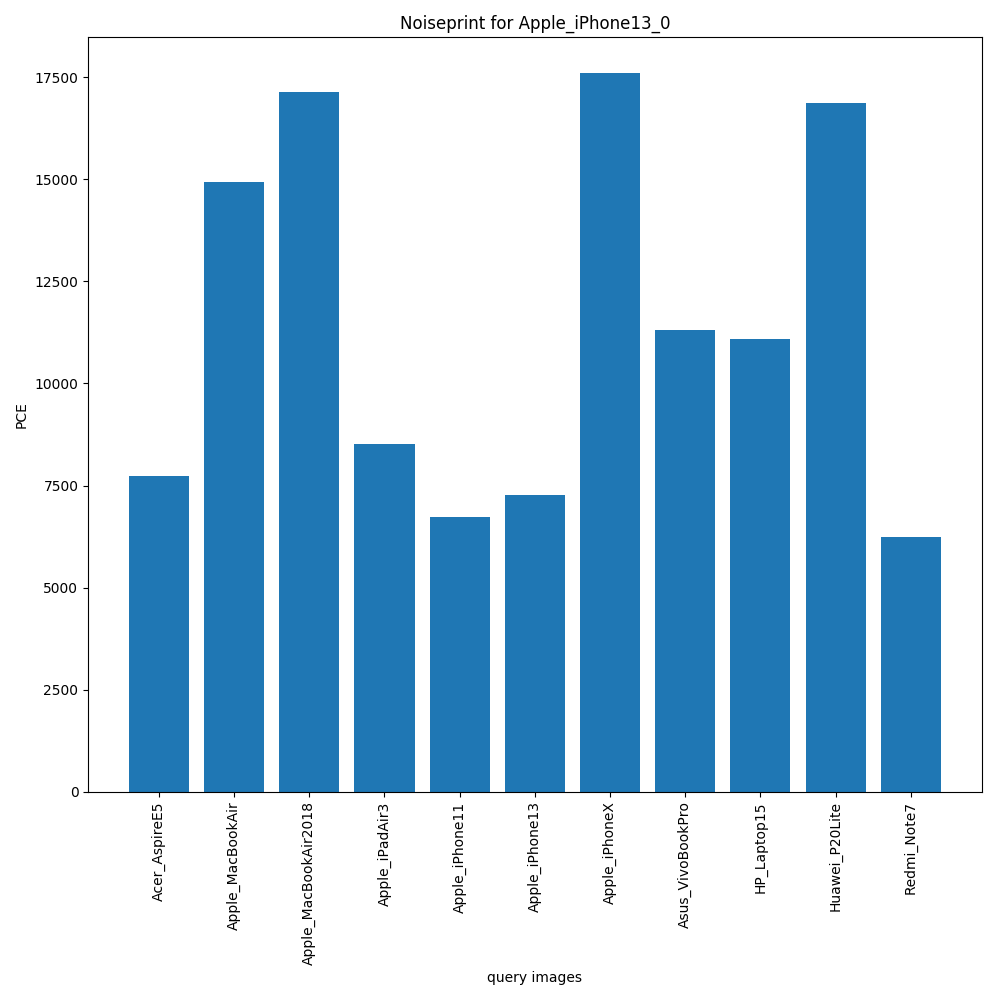 Noiseprint for Apple_iPhone13_0
17500
15000
12500
10000
7500
5000
2500
0
PCE
Acer_AspireE5
Apple_MacBookAir
Apple_MacBookAir2018
Apple_iPadAir3
Apple_iPhone11
Apple_iPhone13
Apple_iPhoneX
Asus_VivoBookPro
HP_Laptop15
Huawei_P20Lite
Redmi_Note7
query images